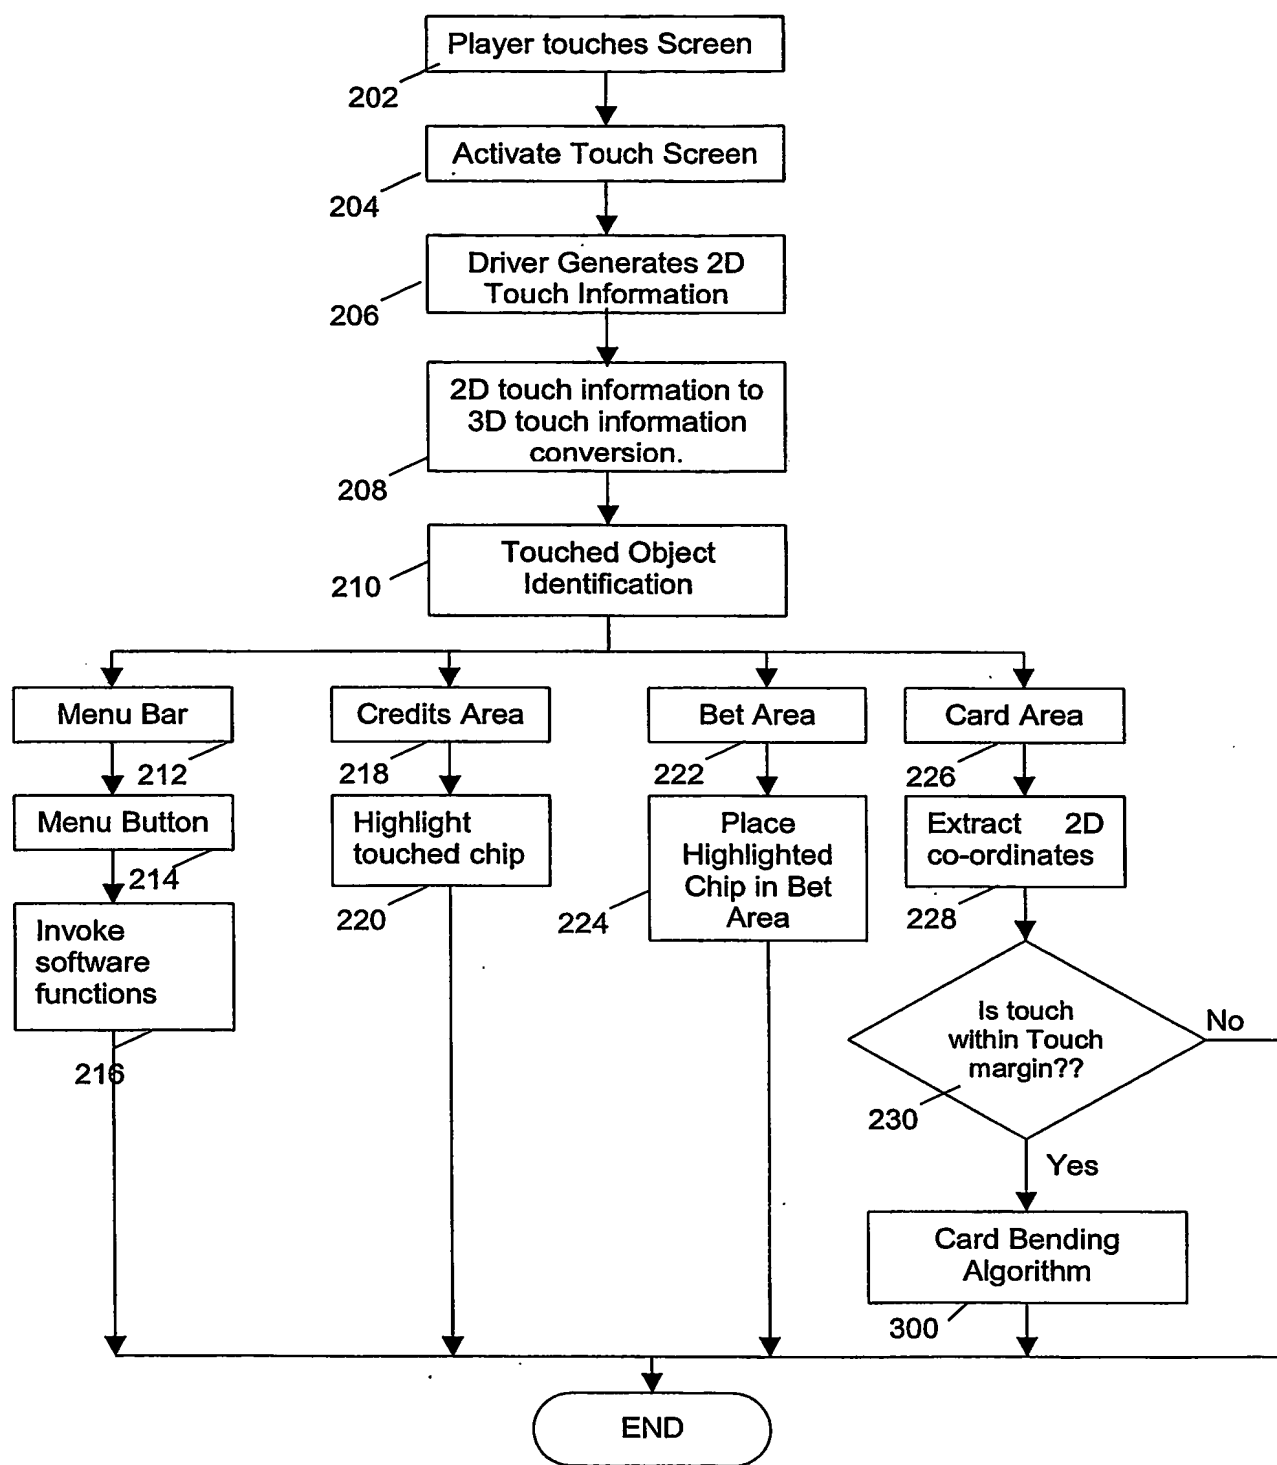 Player touches Screen
202
Activate Touch Screen
204
Driver Generates 2D
Touch Information
206
2D touch information to
3D touch information
conversion.
208
Touched Object
Identification
210
Menu Bar
212
Menu Button
214
Invoke
software
functions
216
Credits Area
218
Highlight
touched chip
220
Bet Area
222
Place
Highlighted
Chip in Bet
Area
224
Card Area
226
Extract 2D
co-ordinates
228
Is touch
within Touch
margin??
230
No
Yes
Card Bending
Algorithm
300
END